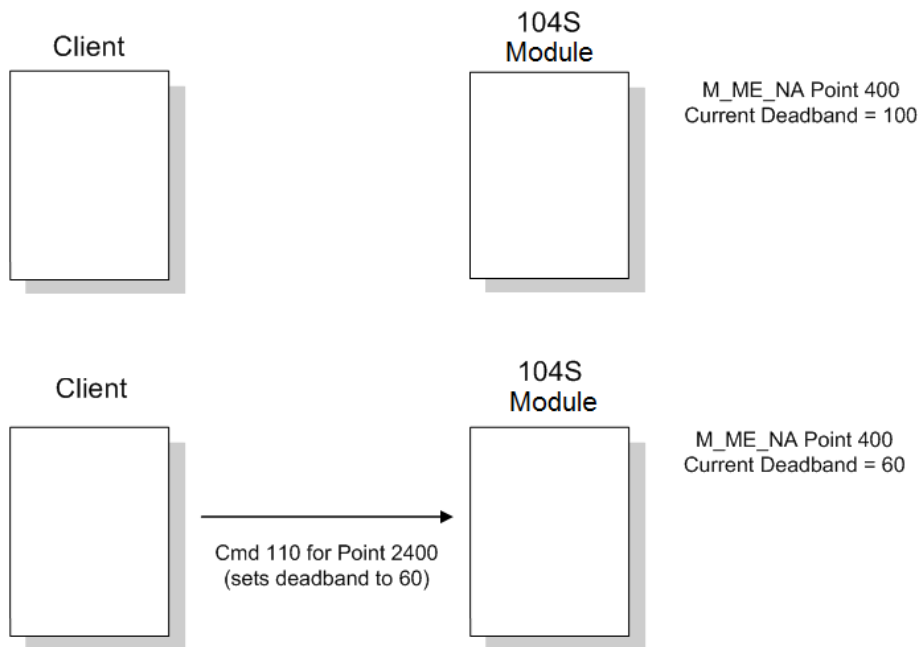 Client
104S
Module
M_ME_NA Point 400
Current Deadband = 100
Client
104S
Module
M_ME_NA Point 400
Current Deadband = 60
Cmd 110 for Point 2400
(sets deadband to 60)